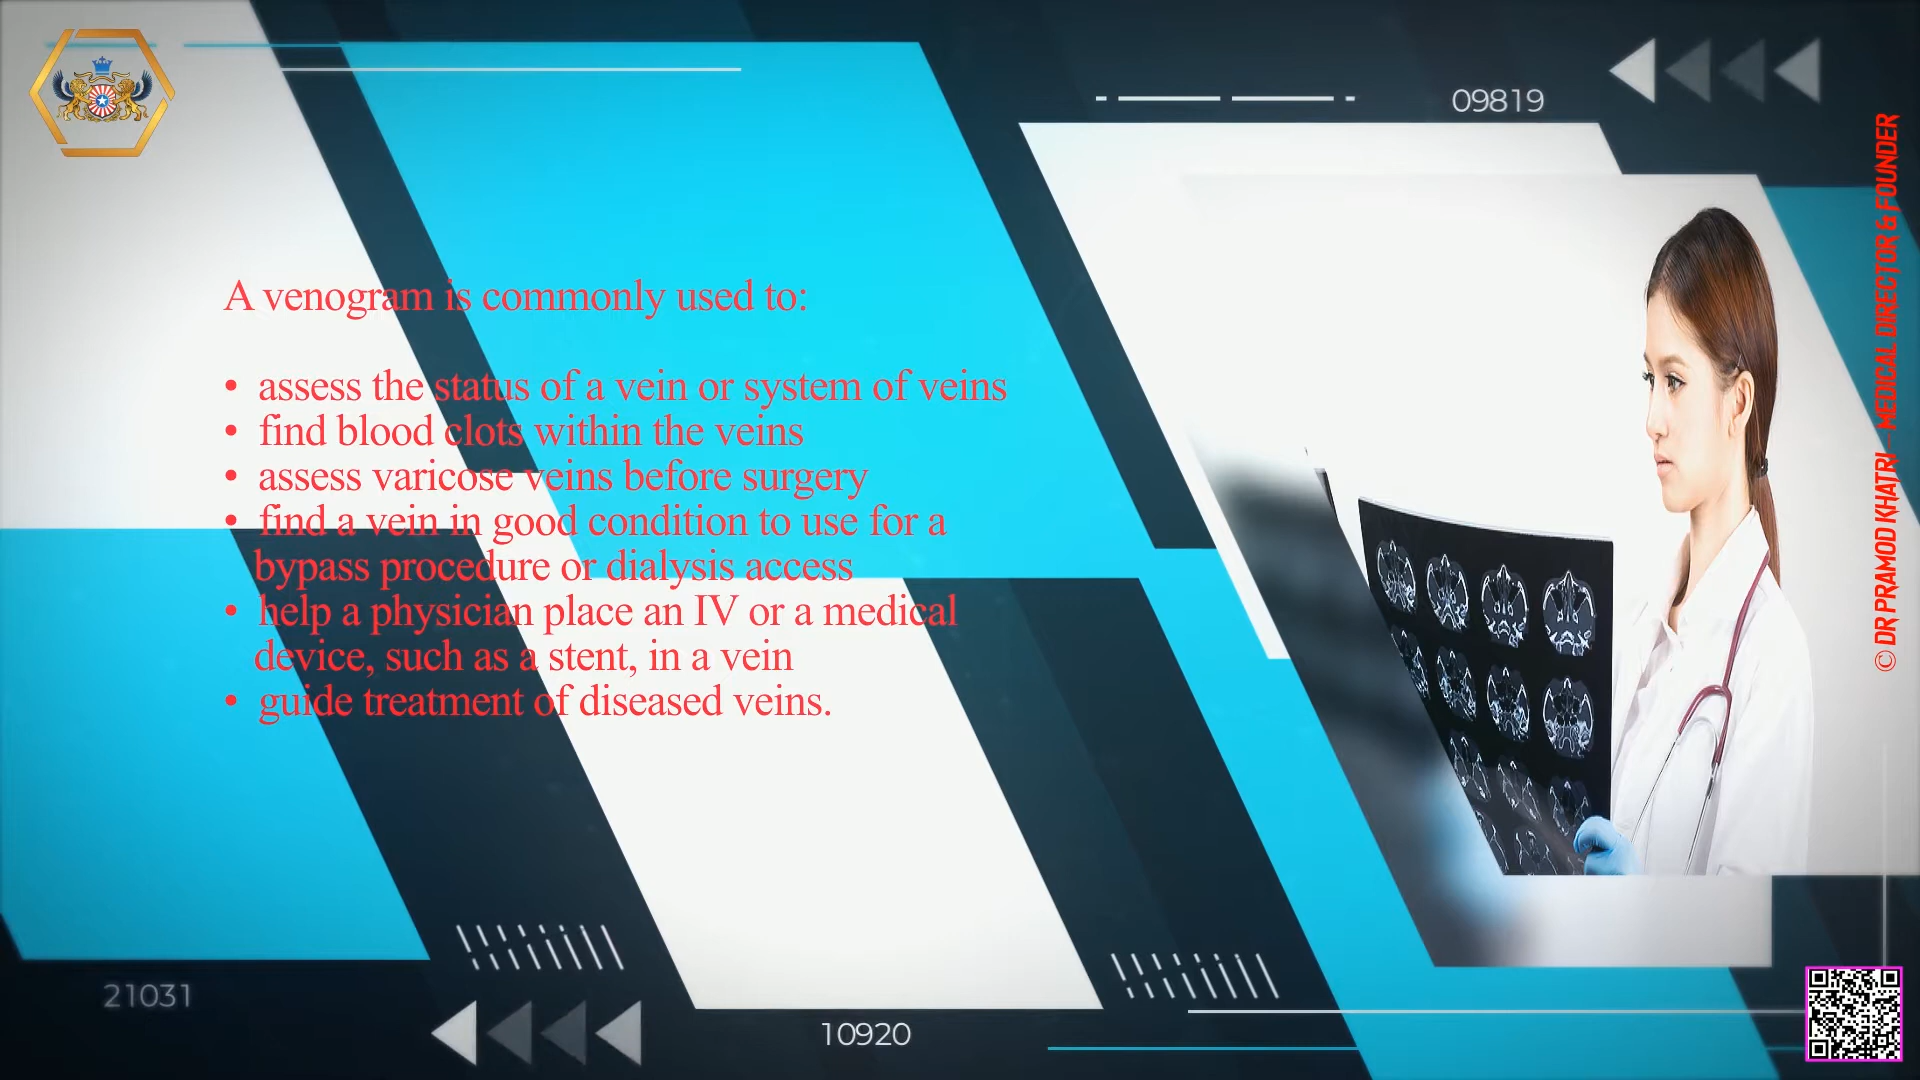 09819
A venogram is commonly used to:
• assess the status of a vein or system of veins
• find blood clots within the veins
• assess varicose veins before surgery
• find a vein in good condition to use for a
bypass procedure or dialysis access
• help a physician place an IV or a medical
device, such as a stent, in a vein
• guide treatment of diseased veins.
© DR PRAMOD KHATRI – MEDICAL DIRECTOR & FOUNDER
21031
10920